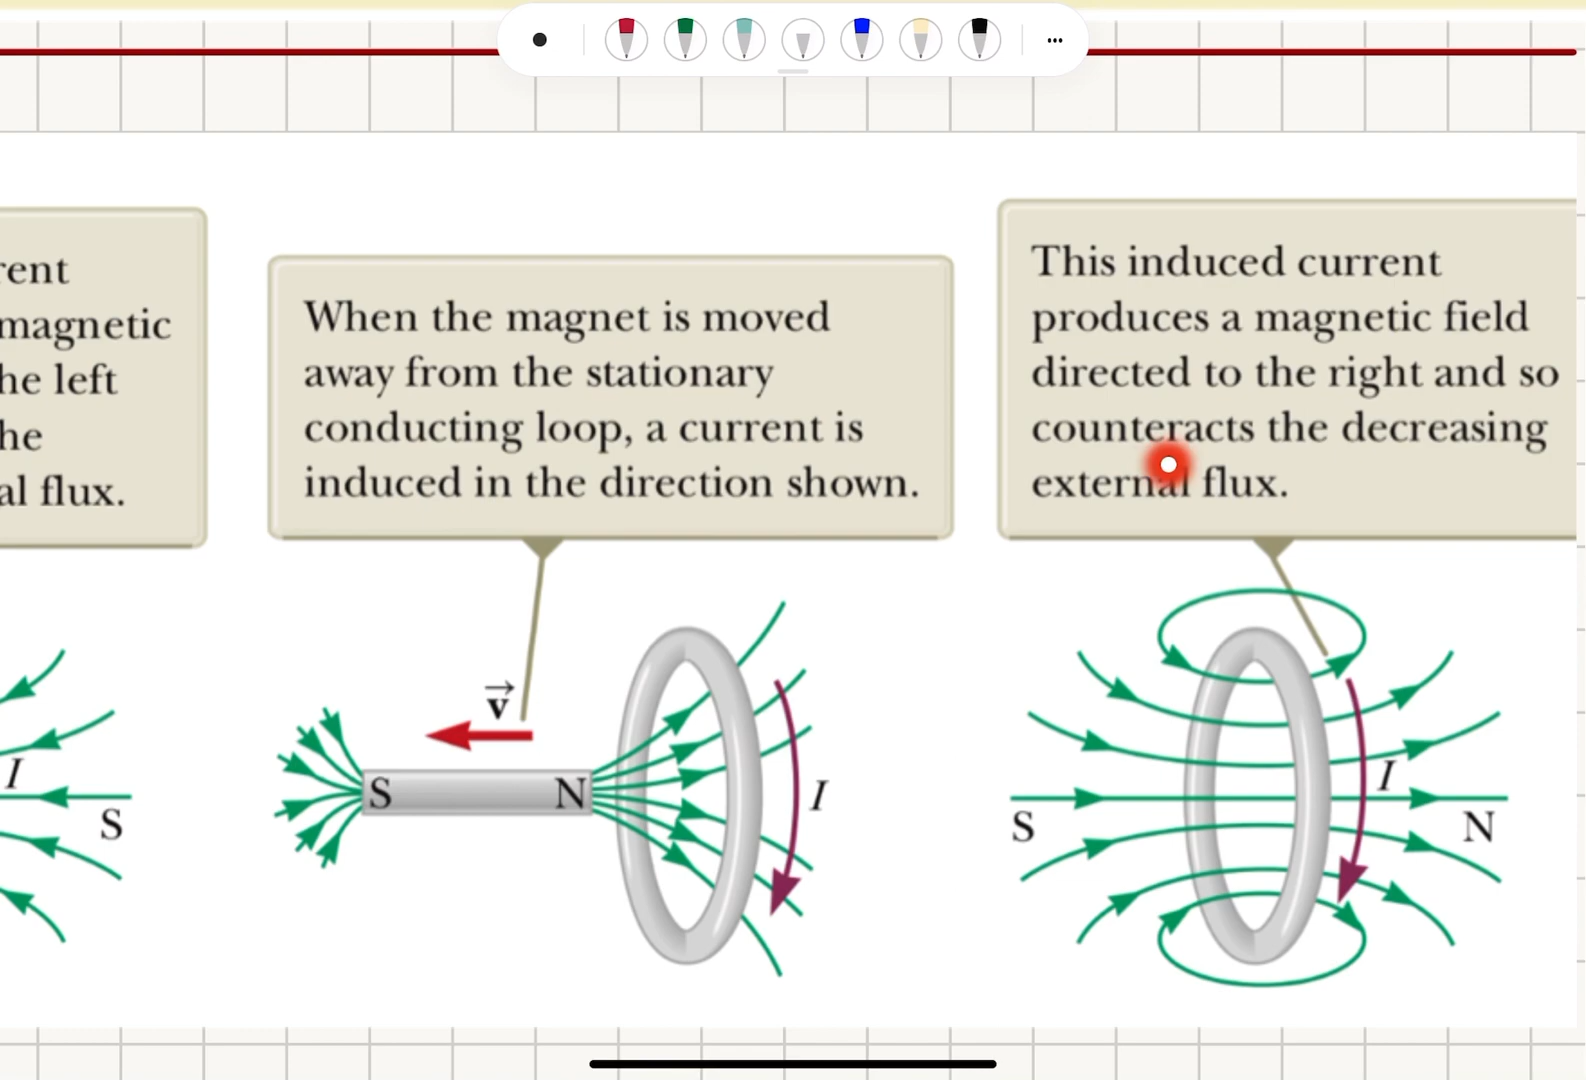 rent
magnetic
he left
he
al flux.
When the magnet is moved
away from the stationary
conducting loop, a current is
induced in the direction shown.
This induced current
produces a magnetic field
directed to the right and so
counteracts the decreasing
external flux.
I
S
v
S N
I
S
I
N